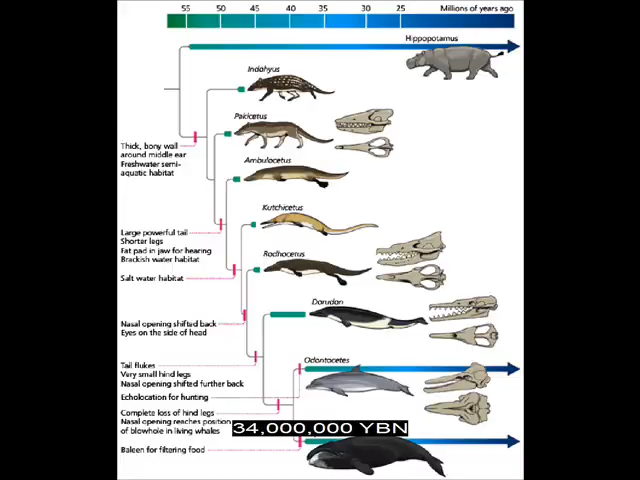 55 50 40 35 30 25 Millions of years ago
Hippopotamus
Indohyus
Pakicetus
Thick, bony wall
around middle ear
Freshwater semi-
aquatic habitat
Ambulocetus
Kutchicetus
Large powerful tail
Shorter legs
Fat pad in jaw for hearing
Brackish water habitat
Rodhocetus
Salt water habitat
Dorudon
Nasal opening shifted back
Eyes on the side of head
Odontocetes
Tail flukes
Very small hind legs
Nasal opening shifted further back
Echolocation for hunting
Complete loss of hind legs
Nasal opening reaches position
of blowhole in living whales
34,000,000 YBN
Baleen for filtering food